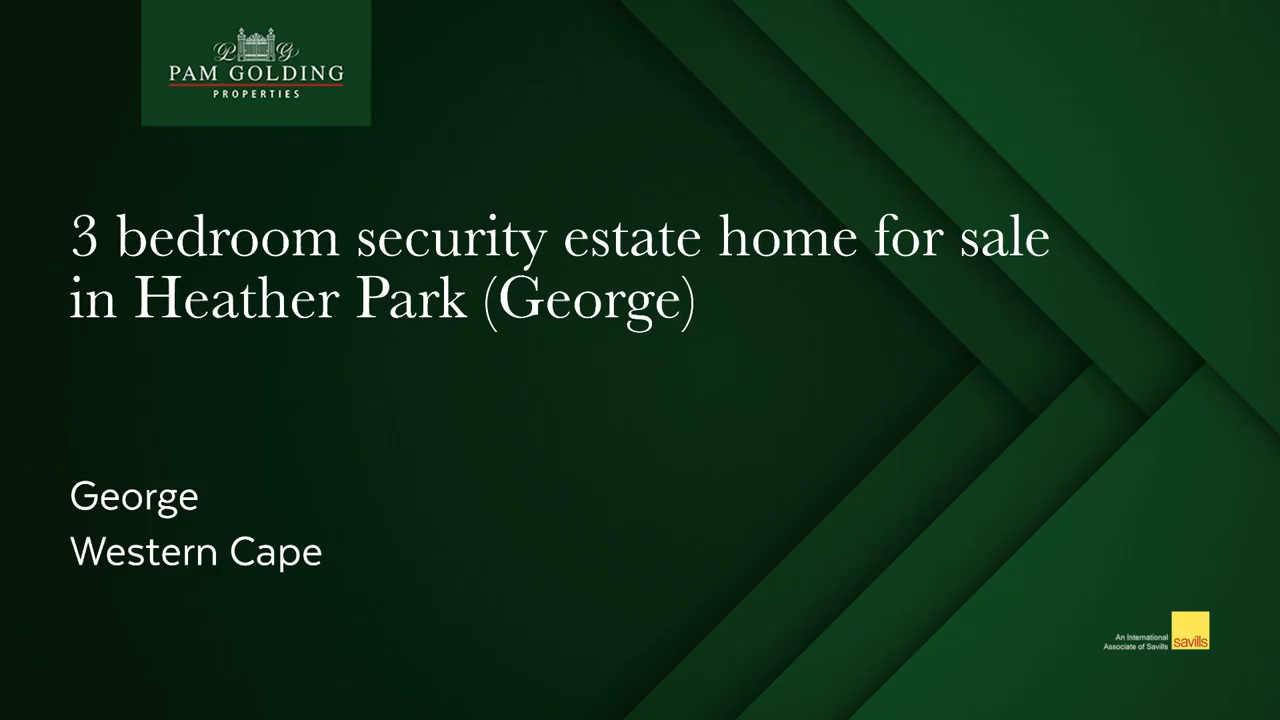 P G
PAM GOLDING
PROPERTIES
3 bedroom security estate home for sale
in Heather Park (George)
George
Western Cape
An International
Associate of Savills
savills